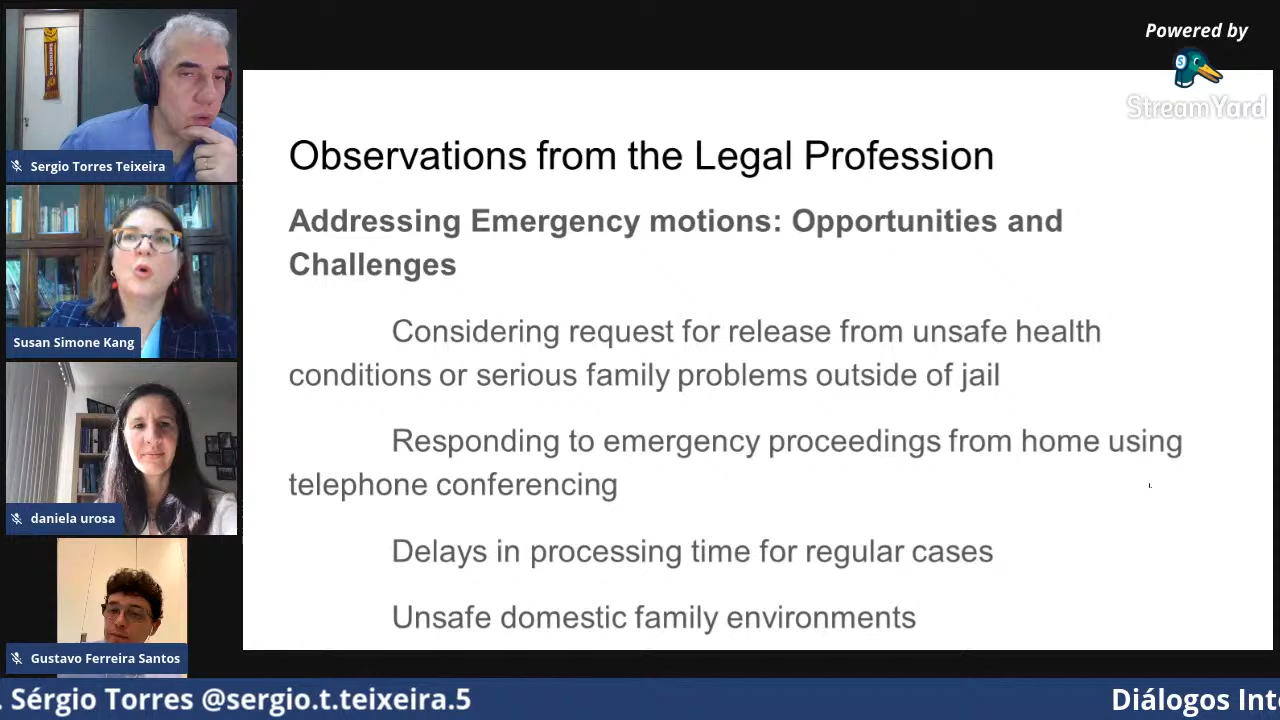 Powered by
StreamYard
Sergio Torres Teixeira
Susan Simone Kang
daniela urosa
Gustavo Ferreira Santos
Observations from the Legal Profession
Addressing Emergency motions: Opportunities and
Challenges
Considering request for release from unsafe health
conditions or serious family problems outside of jail
Responding to emergency proceedings from home using
telephone conferencing
Delays in processing time for regular cases
Unsafe domestic family environments
. Sérgio Torres @sergio.t.teixeira.5
Diálogos Inte